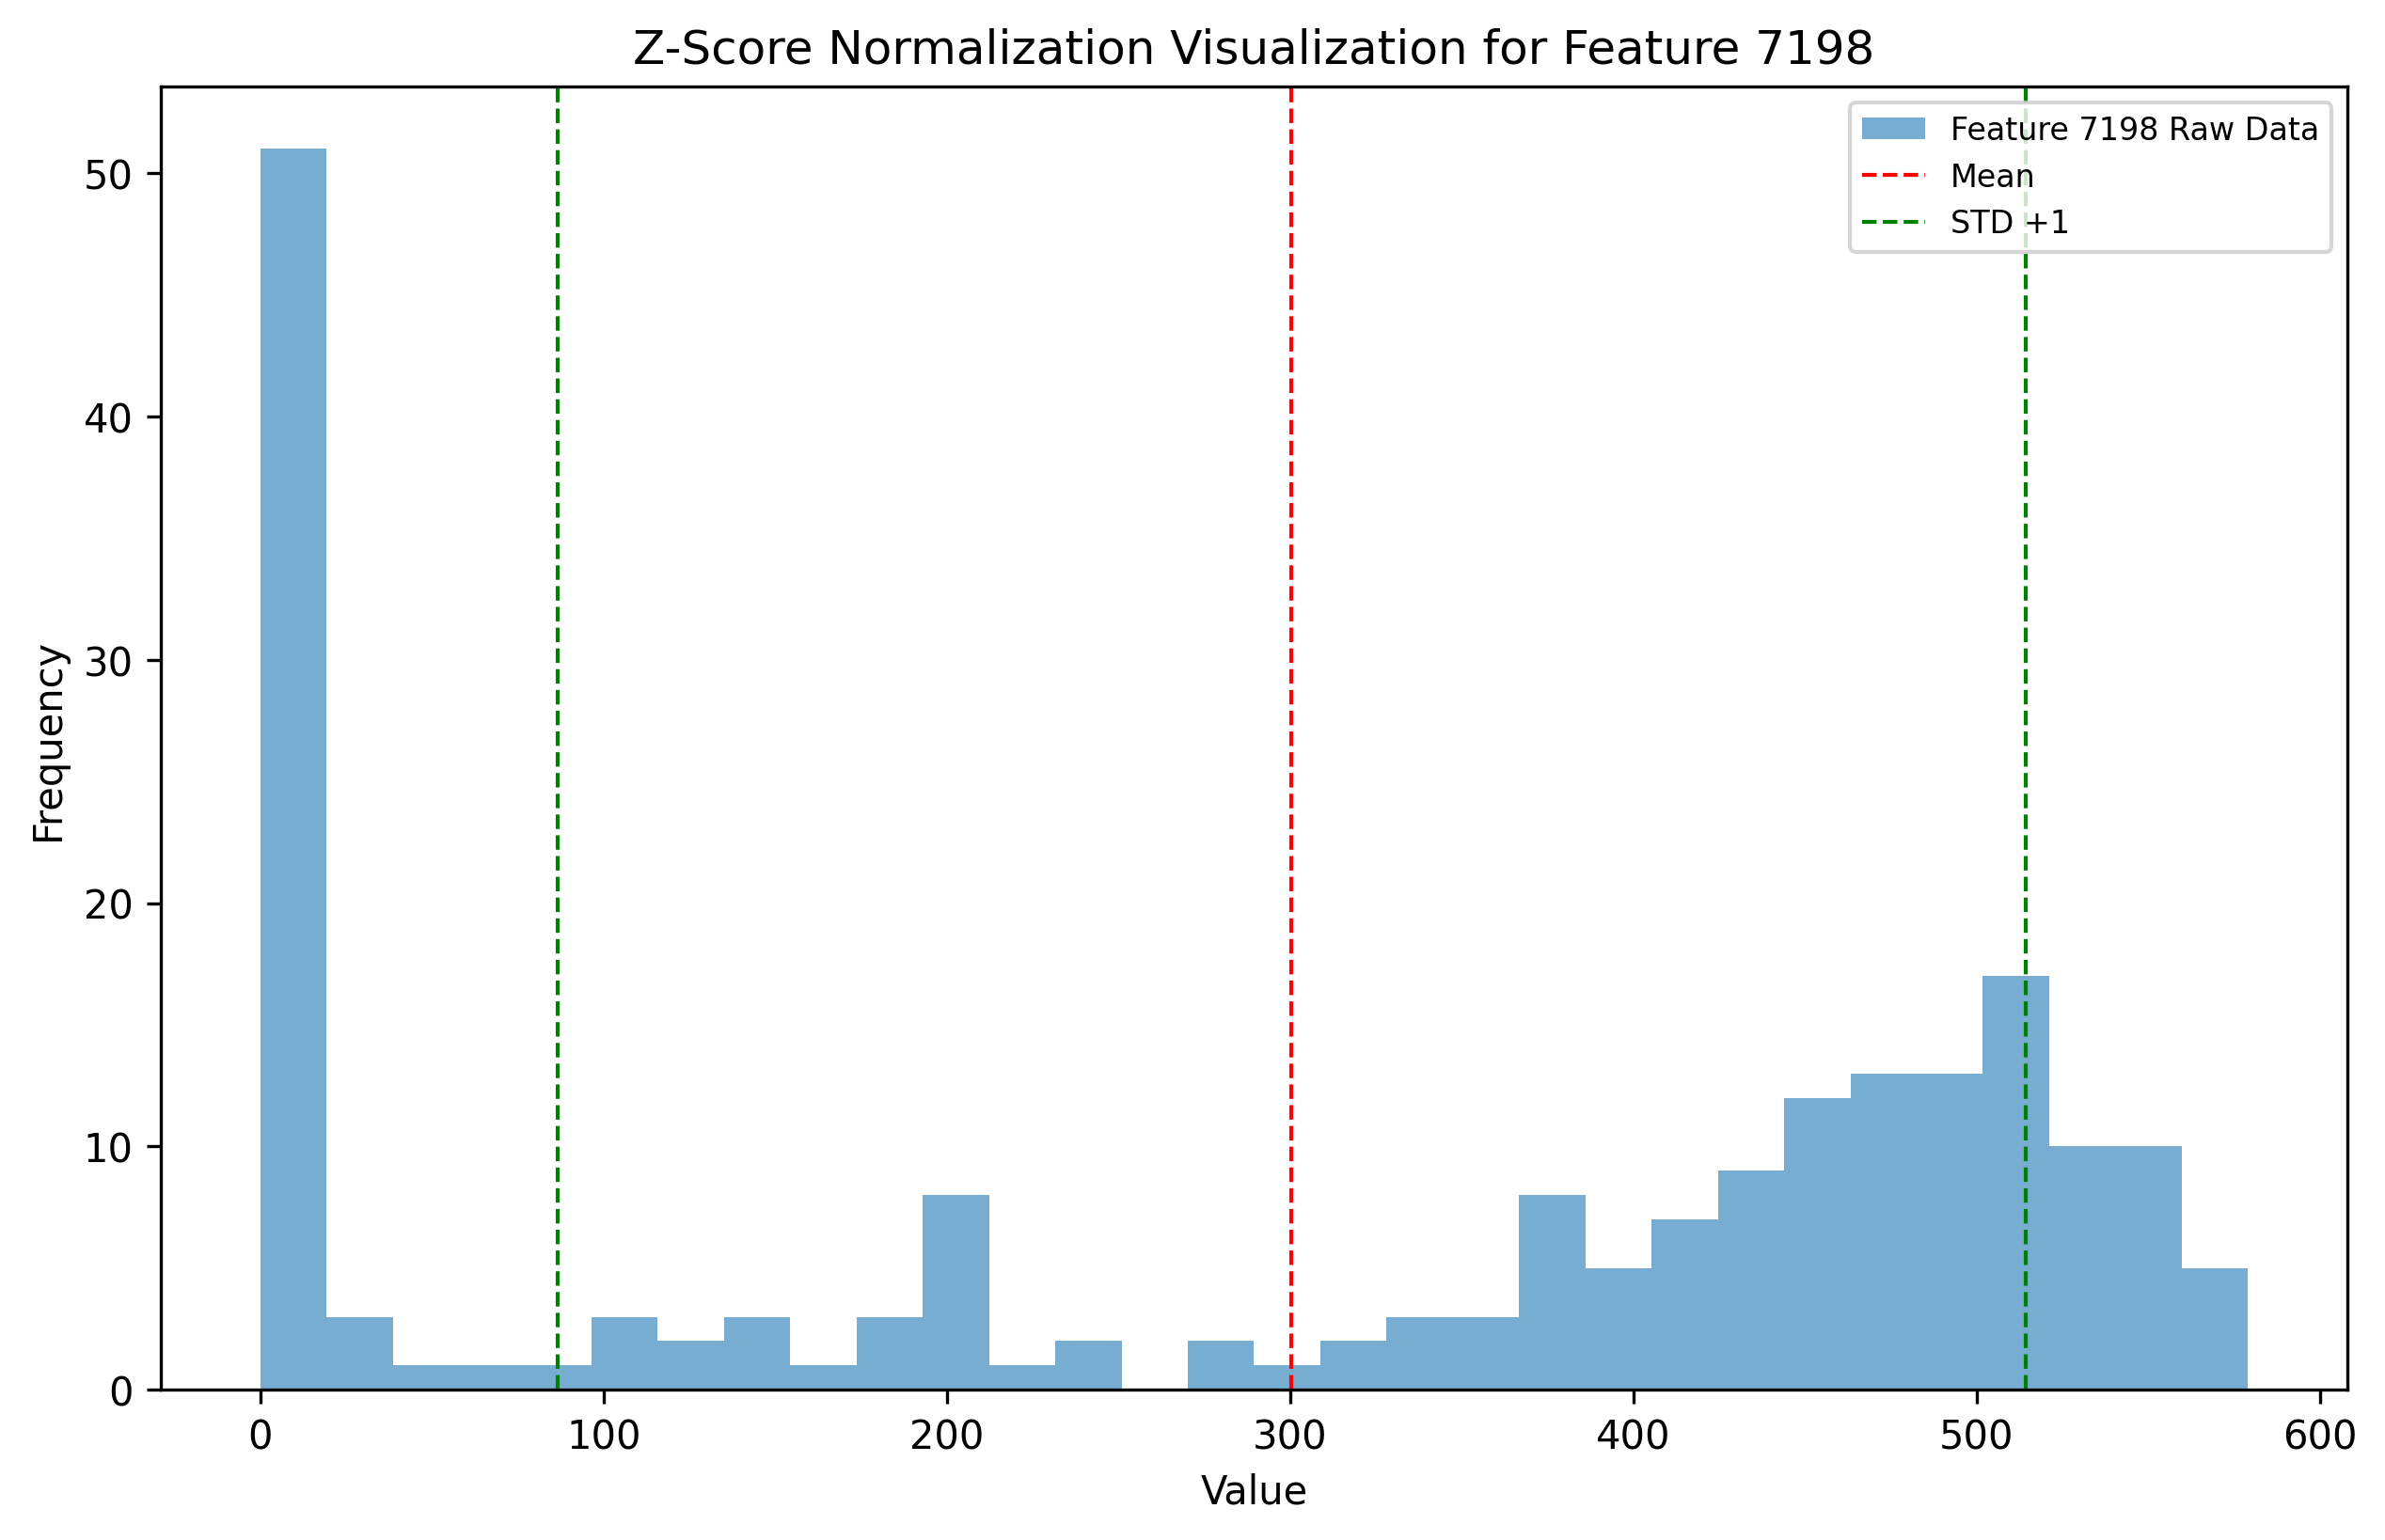 Z-Score Normalization Visualization for Feature 7198
Feature 7198 Raw Data
Mean
STD +1
Frequency
50
40
30
20
10
0
0 100 200 300 400 500 600
Value